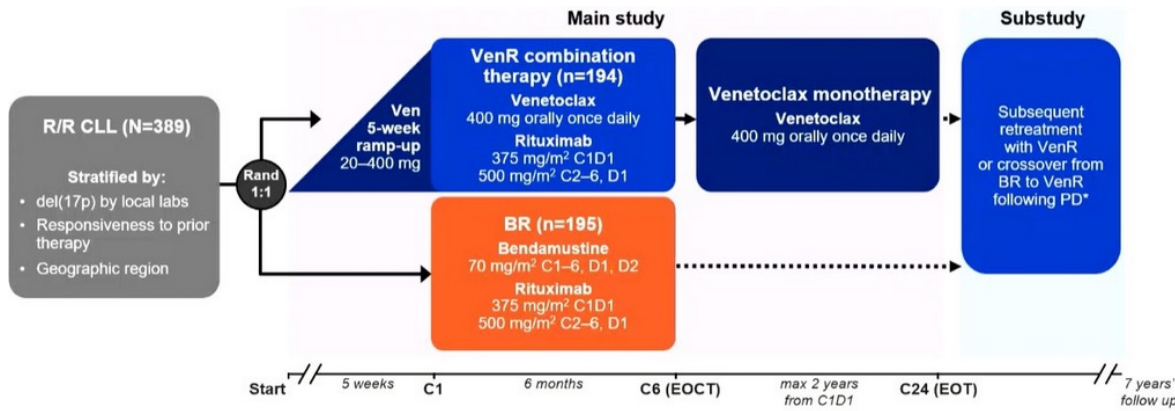 Main study
Substudy
R/R CLL (N=389)
Stratified by:
• del(17p) by local labs
• Responsiveness to prior
therapy
• Geographic region
Rand
1:1
Ven
5-week
ramp-up
20–400 mg
VenR combination
therapy (n=194)
Venetoclax
400 mg orally once daily
Rituximab
375 mg/m² C1D1
500 mg/m² C2–6, D1
Venetoclax monotherapy
Venetoclax
400 mg orally once daily
Subsequent
retreatment
with VenR
or crossover from
BR to VenR
following PD*
BR (n=195)
Bendamustine
70 mg/m² C1–6, D1, D2
Rituximab
375 mg/m² C1D1
500 mg/m² C2–6, D1
Start
5 weeks
C1
6 months
C6 (EOCT)
max 2 years
from C1D1
C24 (EOT)
7 years'
follow up